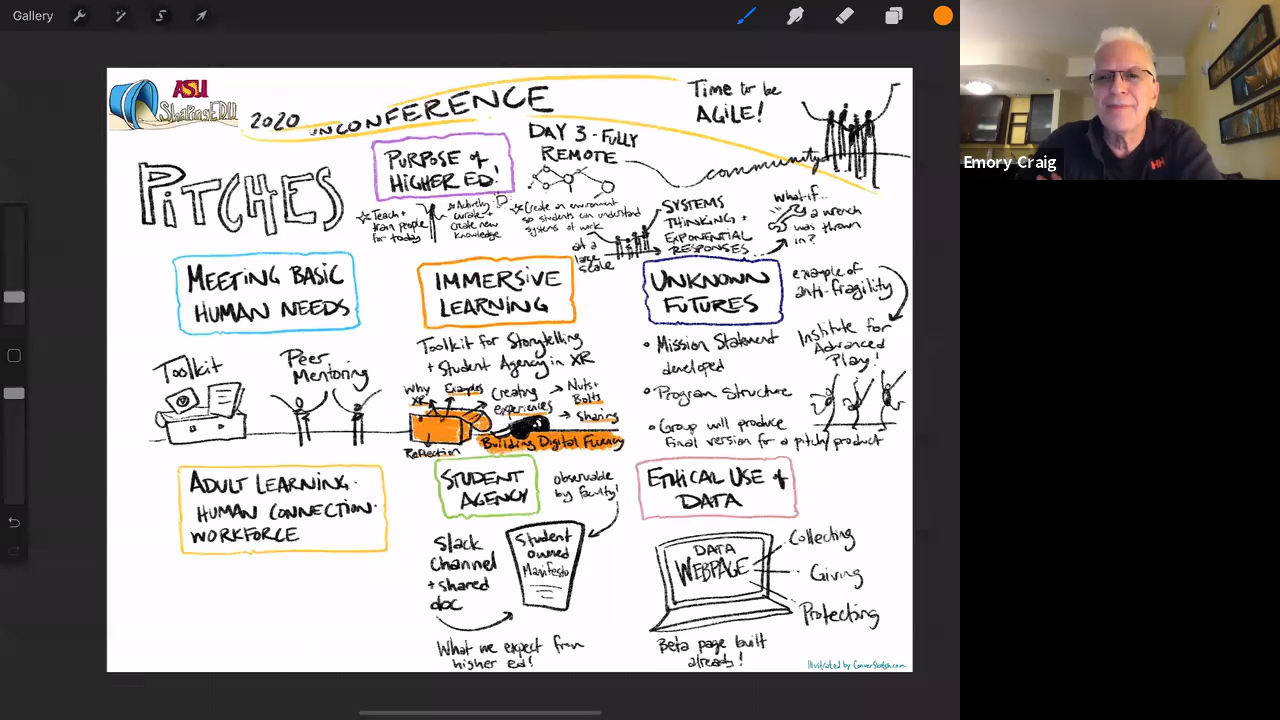 Gallery
ASU
ShapingEDU
2020 UNCONFERENCE
Time to be
AGILE!
PITCHES
PURPOSE of
HIGHER ED!
DAY 3 - FULLY
REMOTE
community
Teach +
train people
for today
Actively
curate +
create new
knowledge
Create an environment
so students can understand
systems at work
at a
large
scale
SYSTEMS
THINKING +
EXPONENTIAL
RESPONSES
what if...
a wrench
was thrown
in?
MEETING BASIC
HUMAN NEEDS
Toolkit
Peer
Mentoring
IMMERSIVE
LEARNING
Toolkit for Storytelling
+ Student Agency in XR
Why
XR
Examples
Creating
experiences
Nuts +
Bolts
Sharing
Building Digital Fluency
Reflection
UNKNOWN
FUTURES
• Mission Statement
developed
• Program Structure
• Group will produce
final version for a pitch/product
example of
anti-fragility
Institute for
Advanced
Play!
ADULT LEARNING.
HUMAN CONNECTION.
WORKFORCE
STUDENT
AGENCY
observable
by faculty!
Slack
Channel
+ shared
doc
Student
owned
Manifesto
What we expect from
higher ed!
ETHICAL USE of
DATA
DATA
WEBPAGE
Collecting
Giving
Protecting
Beta page built
already!
Illustrated by ConverSketch.com
Emory Craig
HH